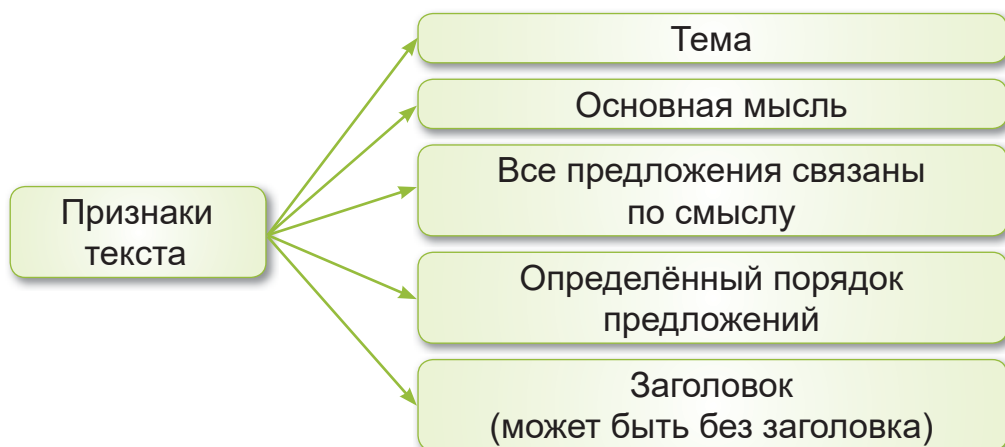 Признаки
текста
Тема
Основная мысль
Все предложения связаны
по смыслу
Определённый порядок
предложений
Заголовок
(может быть без заголовка)